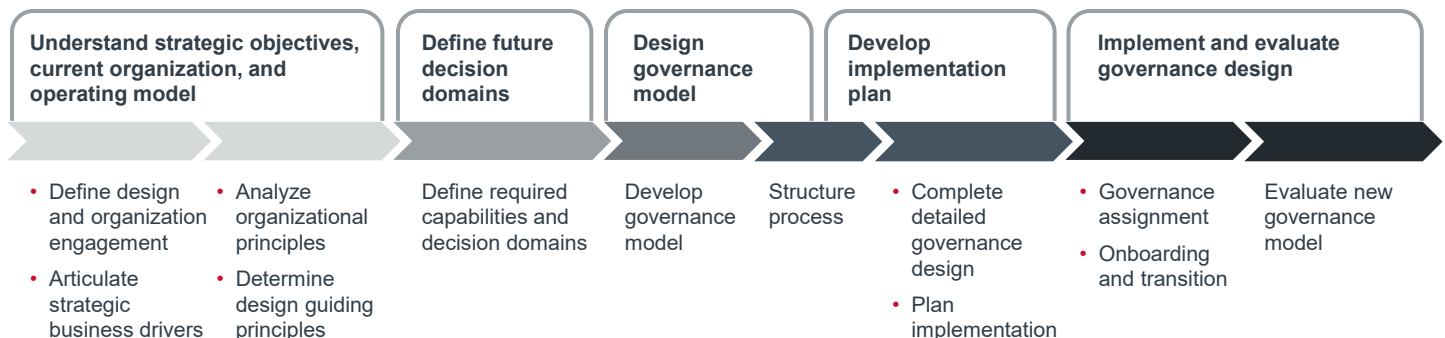 Understand strategic objectives,
current organization, and
operating model
Define future
decision
domains
Design
governance
model
Develop
implementation
plan
Implement and evaluate
governance design
• Define design
and organization
engagement
• Articulate
strategic
business drivers
• Analyze
organizational
principles
• Determine
design guiding
principles
Define required
capabilities and
decision domains
Develop
governance
model
Structure
process
• Complete
detailed
governance
design
• Plan
implementation
• Governance
assignment
• Onboarding
and transition
Evaluate new
governance
model